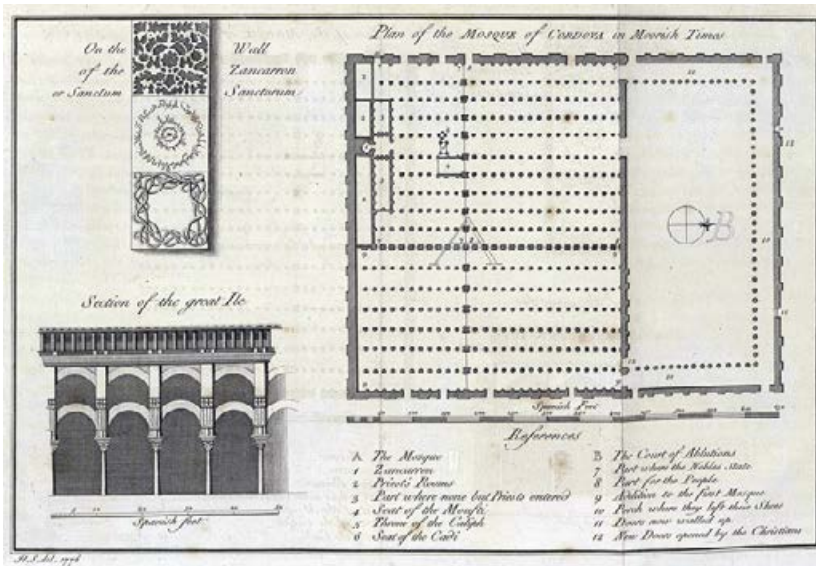 Plan of the MOSQUE of CORDOVA in Moorish Times
On the Wall
of the Zancarron
or Sanctum Sanctorum
B
Section of the great Ile
Spanish Feet
Spanish feet
References
A The Mosque
1 Zancarron
2 Priests Rooms
3 Part where none but Priests entered
4 Seat of the Moufti
5 Throne of the Caliph
6 Seat of the Cadi
B The Court of Ablutions
7 Part where the Nobles
8 Part for the People
9 Addition to the first Mosque
10 Porch where they left their Shoes
11 Doors now walled up
12 New Doors opened by the Christians
H.S. del. 1776